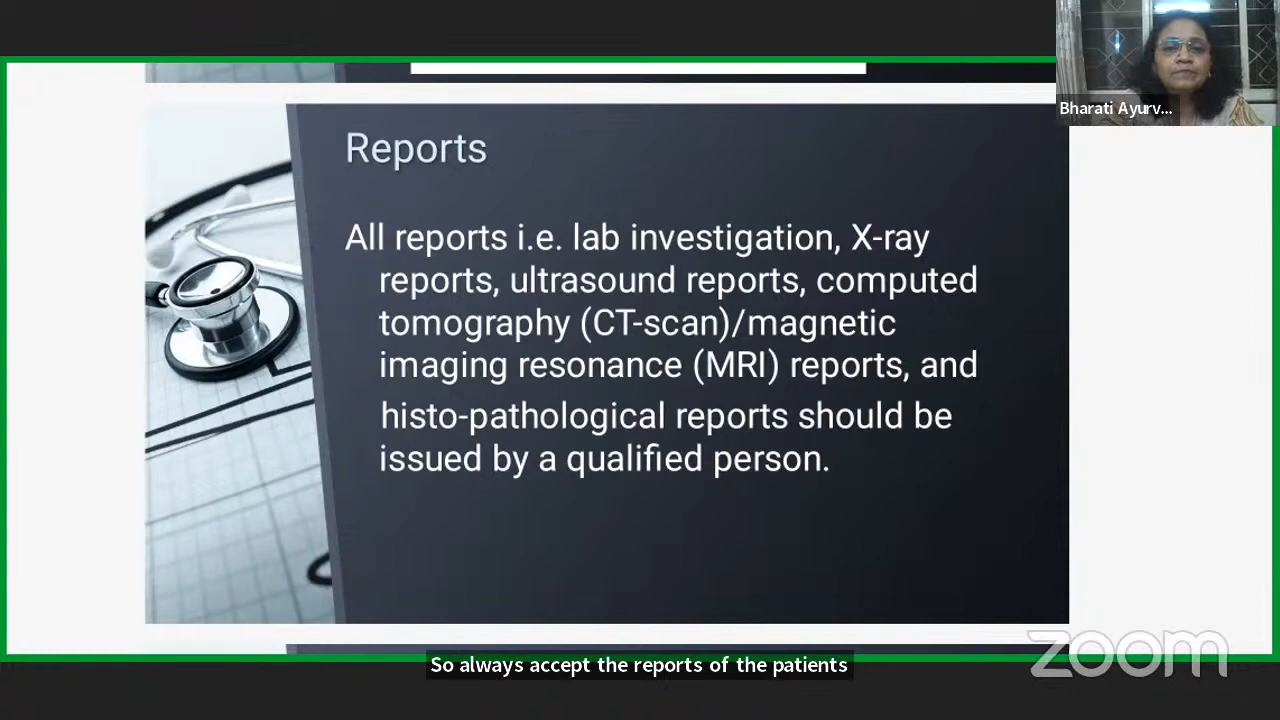 Bharati Ayurv...
Reports
All reports i.e. lab investigation, X-ray
reports, ultrasound reports, computed
tomography (CT-scan)/magnetic
imaging resonance (MRI) reports, and
histo-pathological reports should be
issued by a qualified person.
zoom
So always accept the reports of the patients